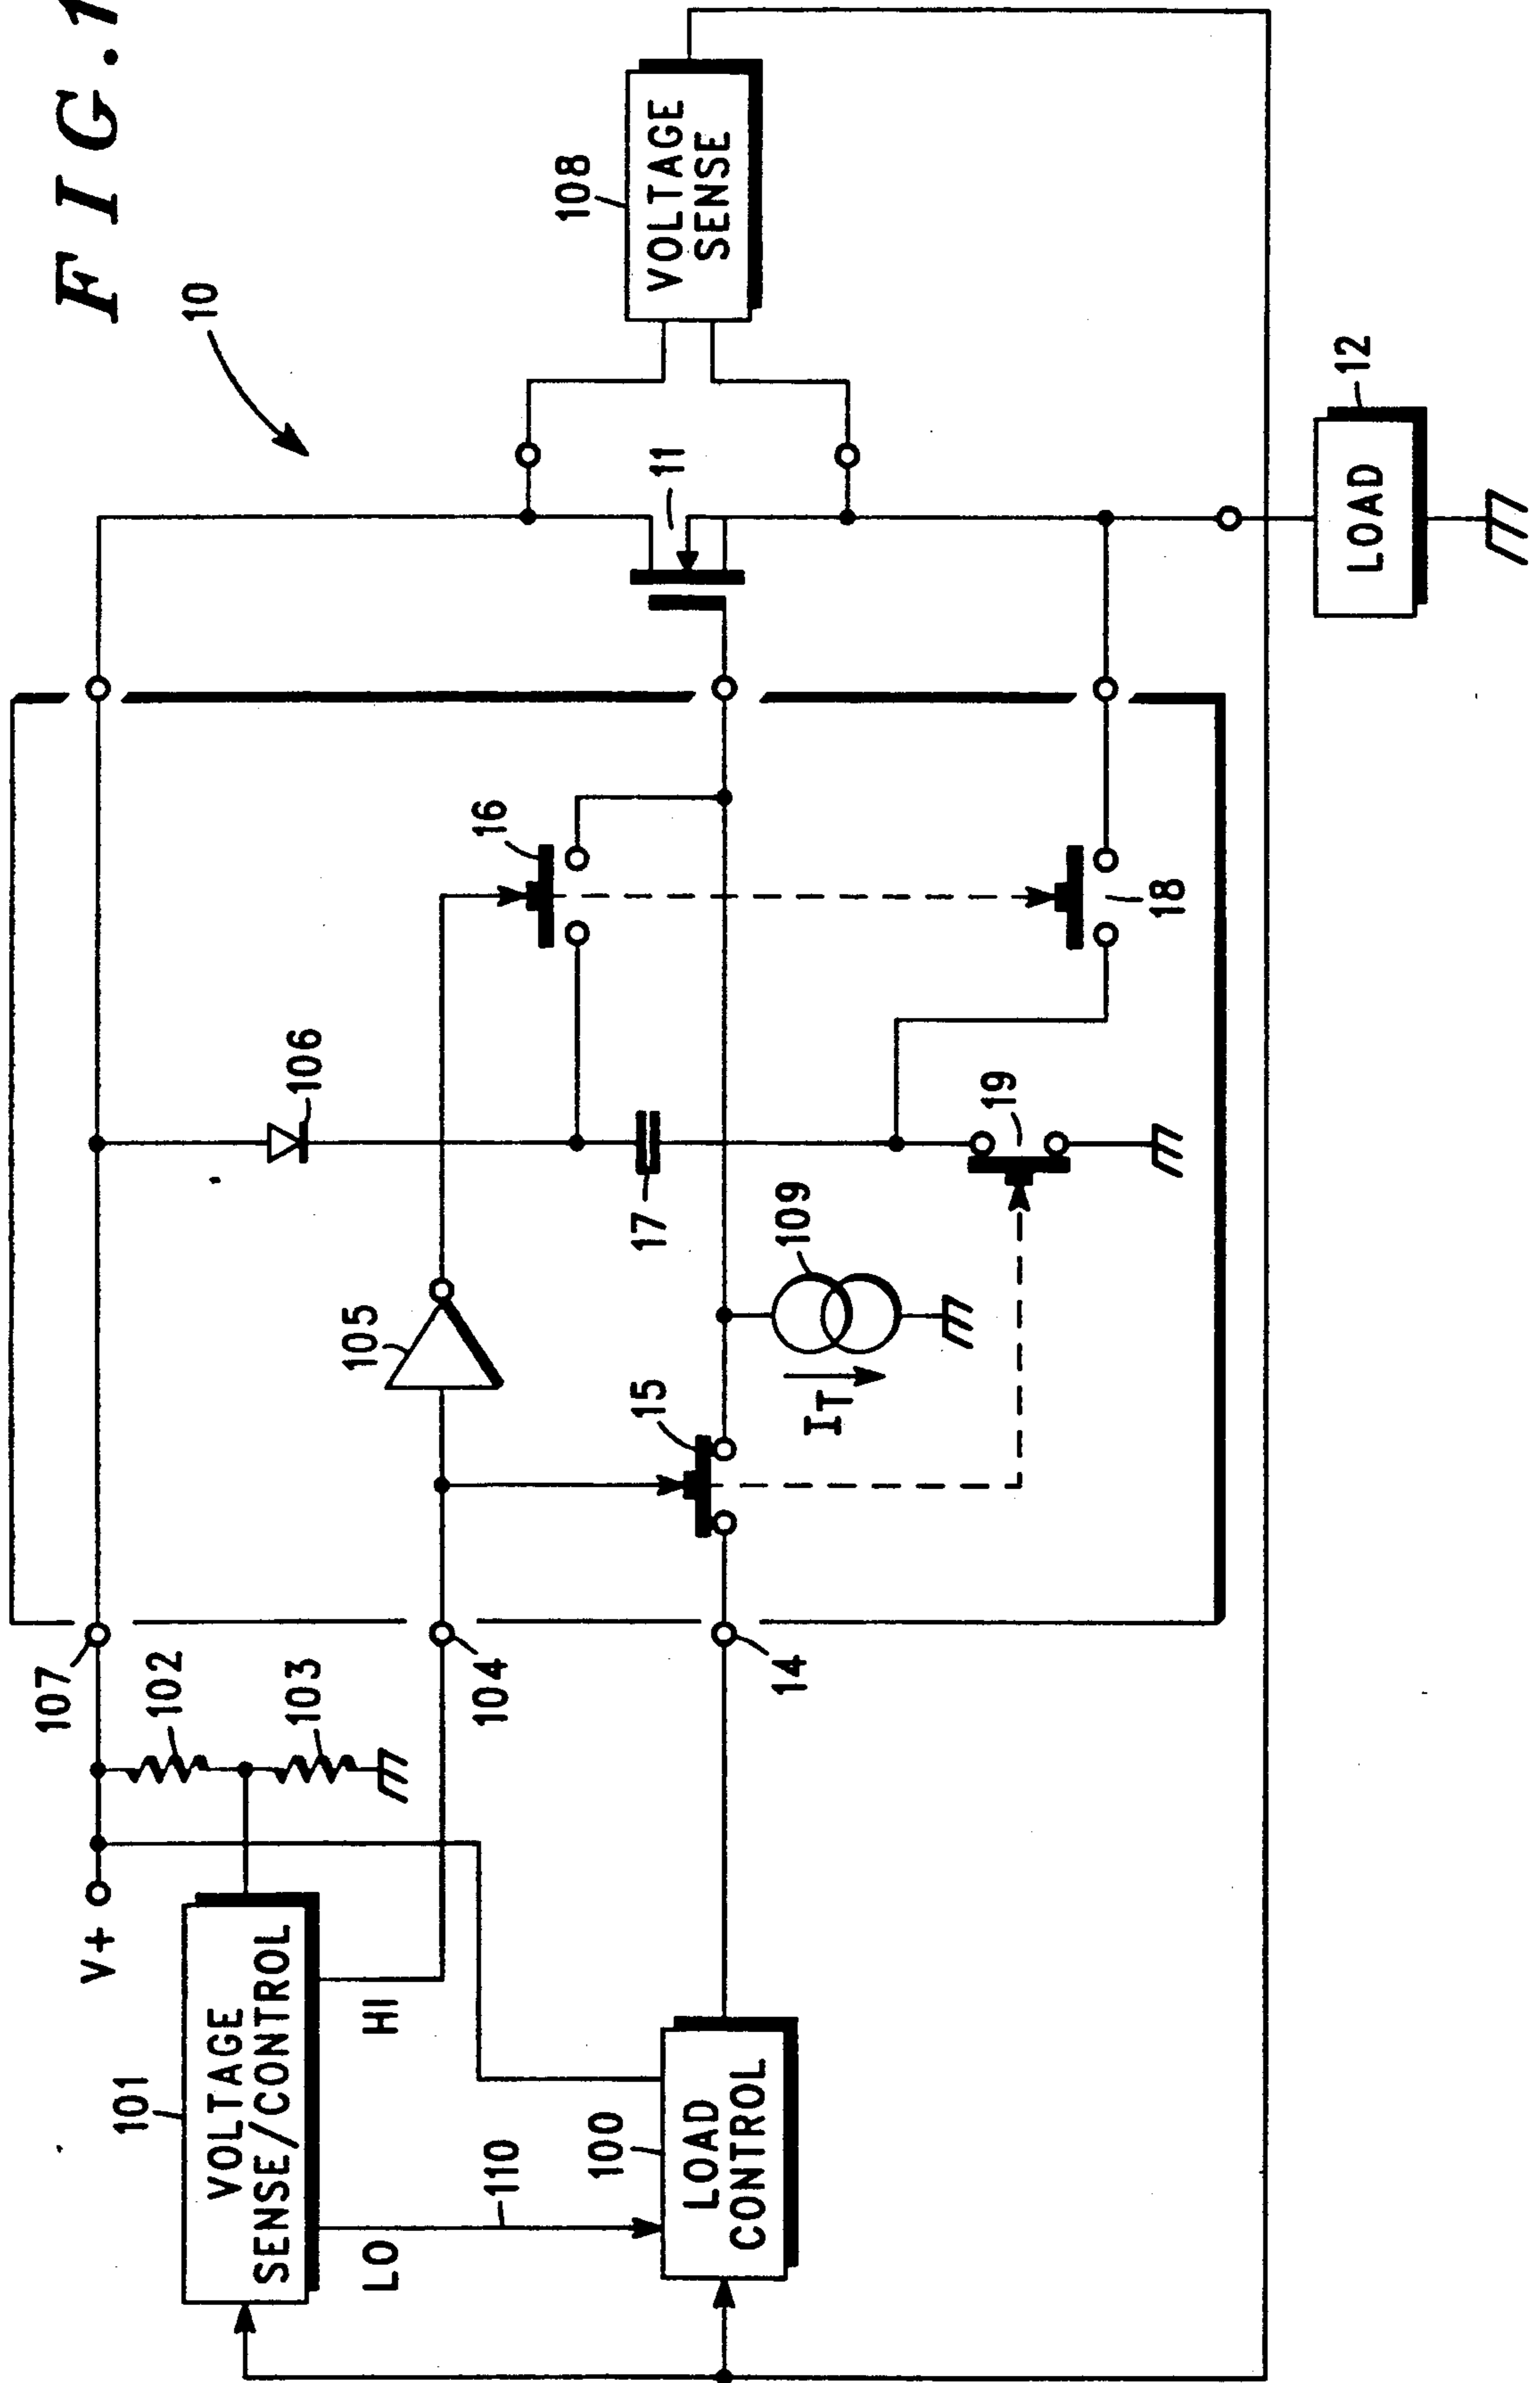 FIG.1
10
107
V+
102
103
101
VOLTAGE
SENSE/CONTROL
HI
LO
110
104
105
106
16
11
108
VOLTAGE
SENSE
100
LOAD
CONTROL
14
15
17
109
IT
19
18
12
LOAD